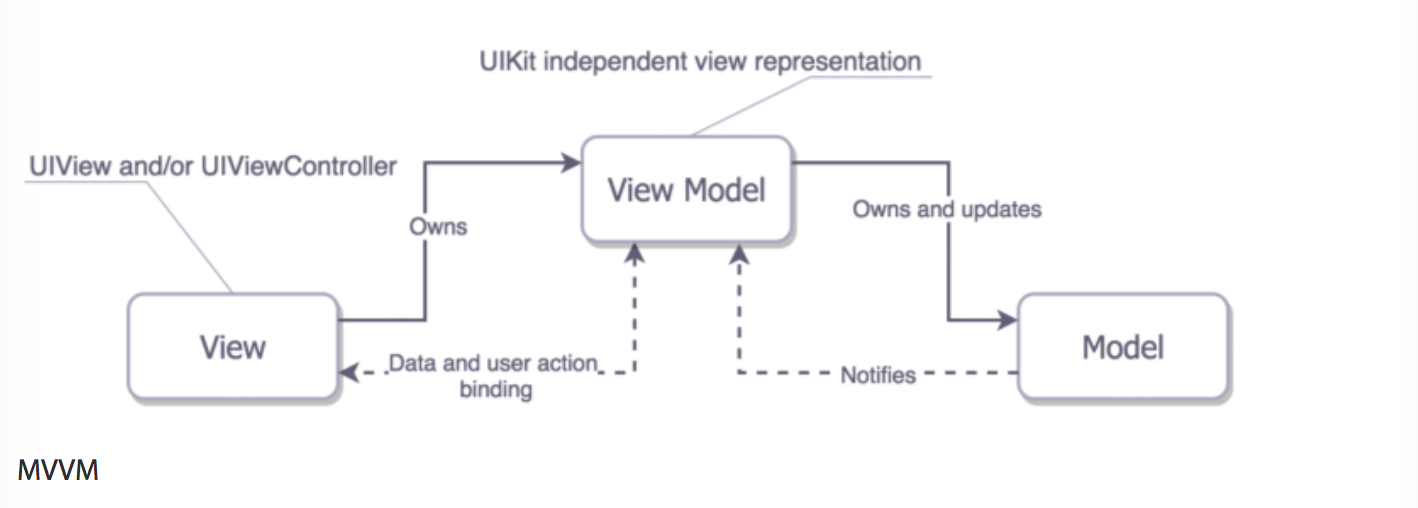 UIKit independent view representation
UIView and/or UIViewController
View Model
Owns and updates
Owns
View
Data and user action
binding
Notifies
Model
MVVM